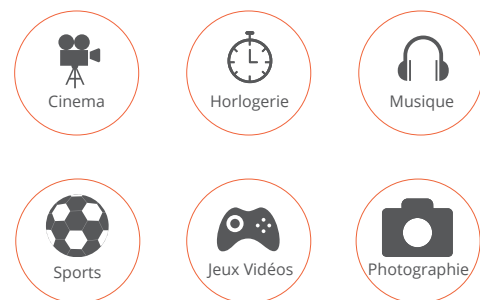 Cinema
Horlogerie
Musique
Sports
Jeux Vidéos
Photographie